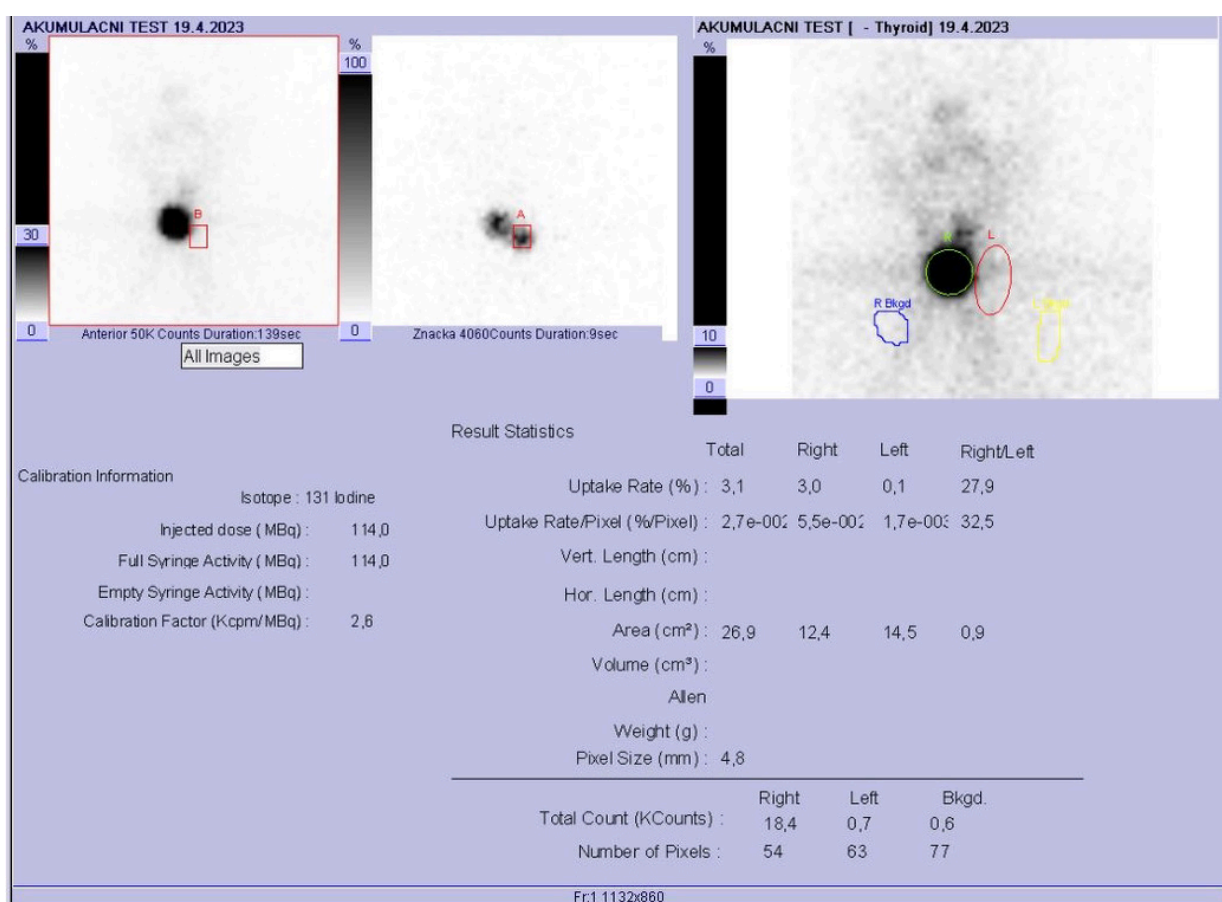 AKUMULACNI TEST 19.4.2023
AKUMULACNI TEST [ - Thyroid] 19.4.2023
%
%
%
100
B
A
R
L
30
R Bkgd
0
Anterior 50K Counts Duration:139sec
0
Znacka 4060Counts Duration:9sec
10
All Images
0
Result Statistics
Total Right Left Right/Left
Calibration Information
Isotope : 131 Iodine
Uptake Rate (%) : 3,1 3,0 0,1 27,9
Injected dose ( MBq) : 114,0
Uptake Rate/Pixel (%/Pixel) : 2,7e-002 5,5e-002 1,7e-003 32,5
Full Syringe Activity ( MBq) : 114,0
Vert. Length (cm) :
Empty Syringe Activity ( MBq) :
Hor. Length (cm) :
Calibration Factor (Kcpm/MBq) : 2,6
Area (cm²) : 26,9 12,4 14,5 0,9
Volume (cm³) :
Allen
Weight (g) :
Pixel Size (mm) : 4,8
Right Left Bkgd.
Total Count (KCounts) : 18,4 0,7 0,6
Number of Pixels : 54 63 77
Fr:1 1132x860